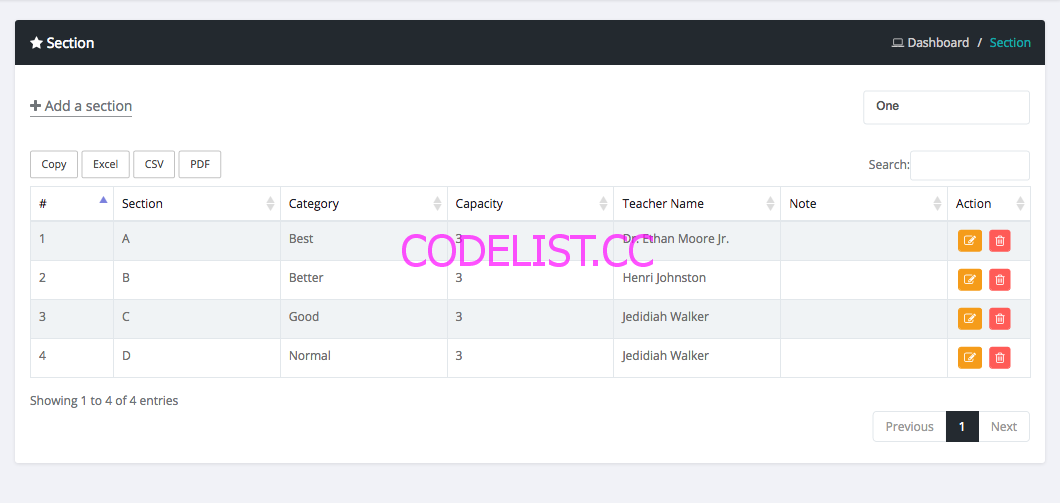 Section
Dashboard / Section
+ Add a section
One
Copy Excel CSV PDF
Search:
# Section Category Capacity Teacher Name Note Action
1 A Best 3 Dr. Ethan Moore Jr.
CODELIST.CC
2 B Better 3 Henri Johnston
3 C Good 3 Jedidiah Walker
4 D Normal 3 Jedidiah Walker
Showing 1 to 4 of 4 entries
Previous 1 Next